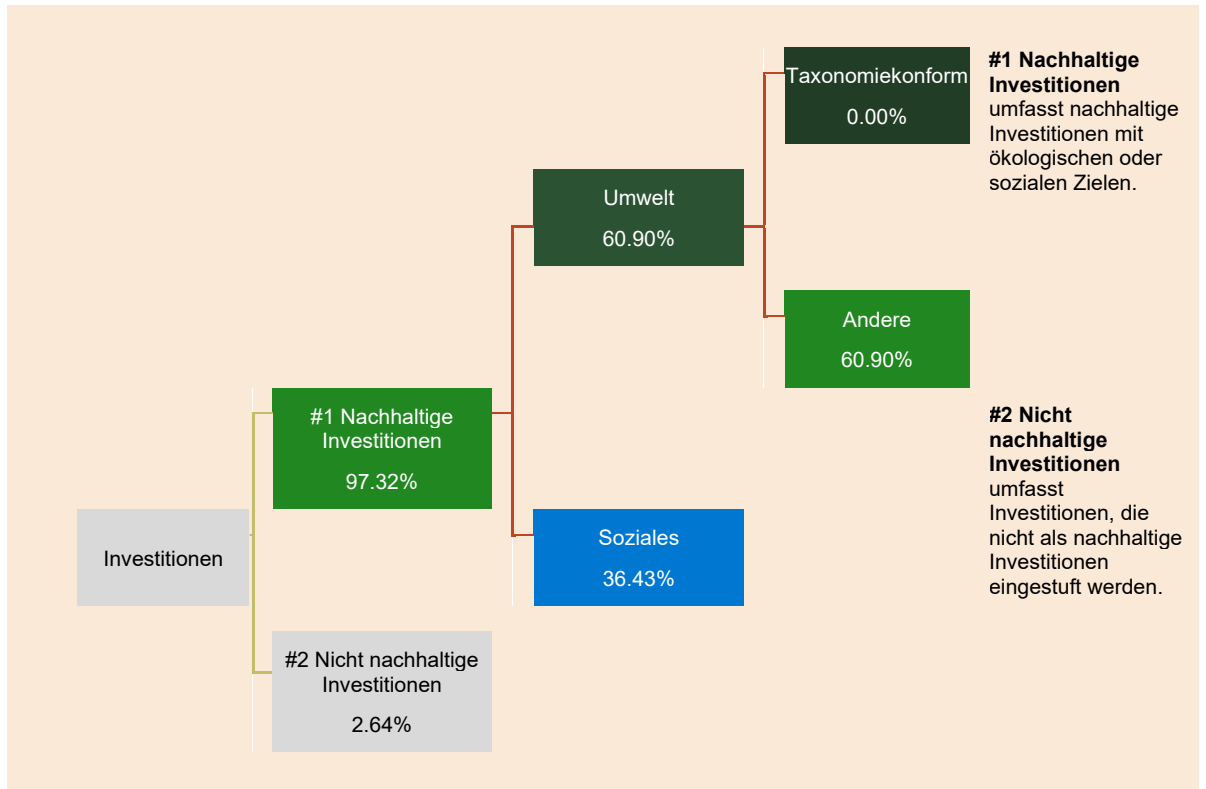 Taxonomiekonform
0.00%
#1 Nachhaltige
Investitionen
umfasst nachhaltige
Investitionen mit
ökologischen oder
sozialen Zielen.
Umwelt
60.90%
Andere
60.90%
#1 Nachhaltige
Investitionen
97.32%
#2 Nicht
nachhaltige
Investitionen
umfasst
Investitionen, die
nicht als nachhaltige
Investitionen
eingestuft werden.
Investitionen
Soziales
36.43%
#2 Nicht nachhaltige
Investitionen
2.64%